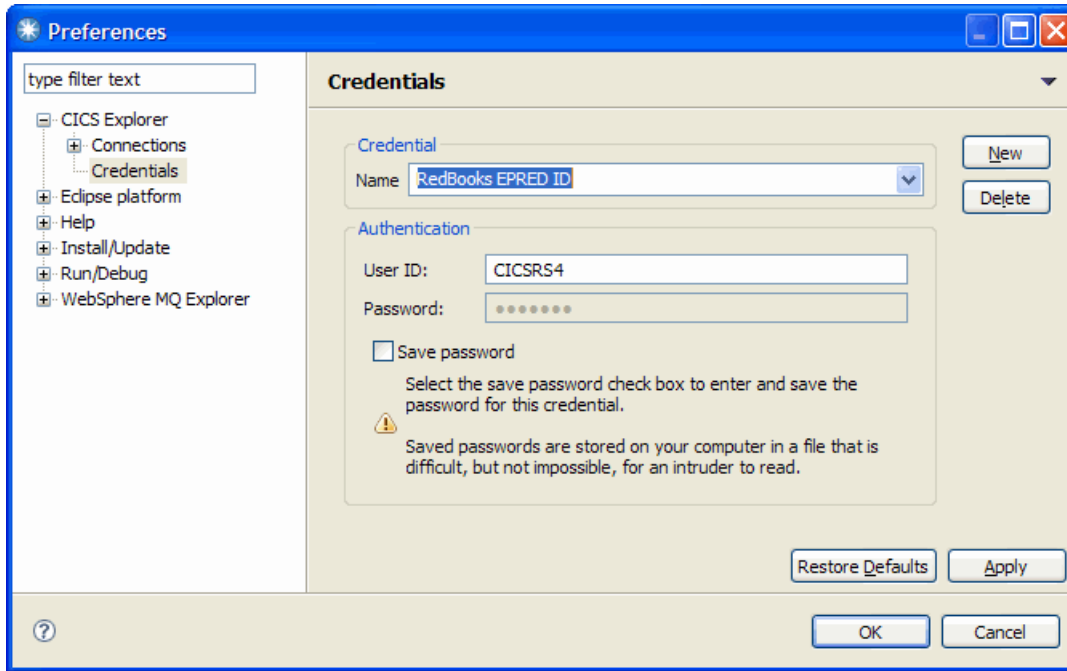 Preferences
type filter text
CICS Explorer
Connections
Credentials
Eclipse platform
Help
Install/Update
Run/Debug
WebSphere MQ Explorer
Credentials
Credential
Name RedBooks EPRED ID
New
Delete
Authentication
User ID: CICSRS4
Password: ●●●●●●●
Save password
Select the save password check box to enter and save the
password for this credential.
Saved passwords are stored on your computer in a file that is
difficult, but not impossible, for an intruder to read.
Restore Defaults Apply
OK Cancel